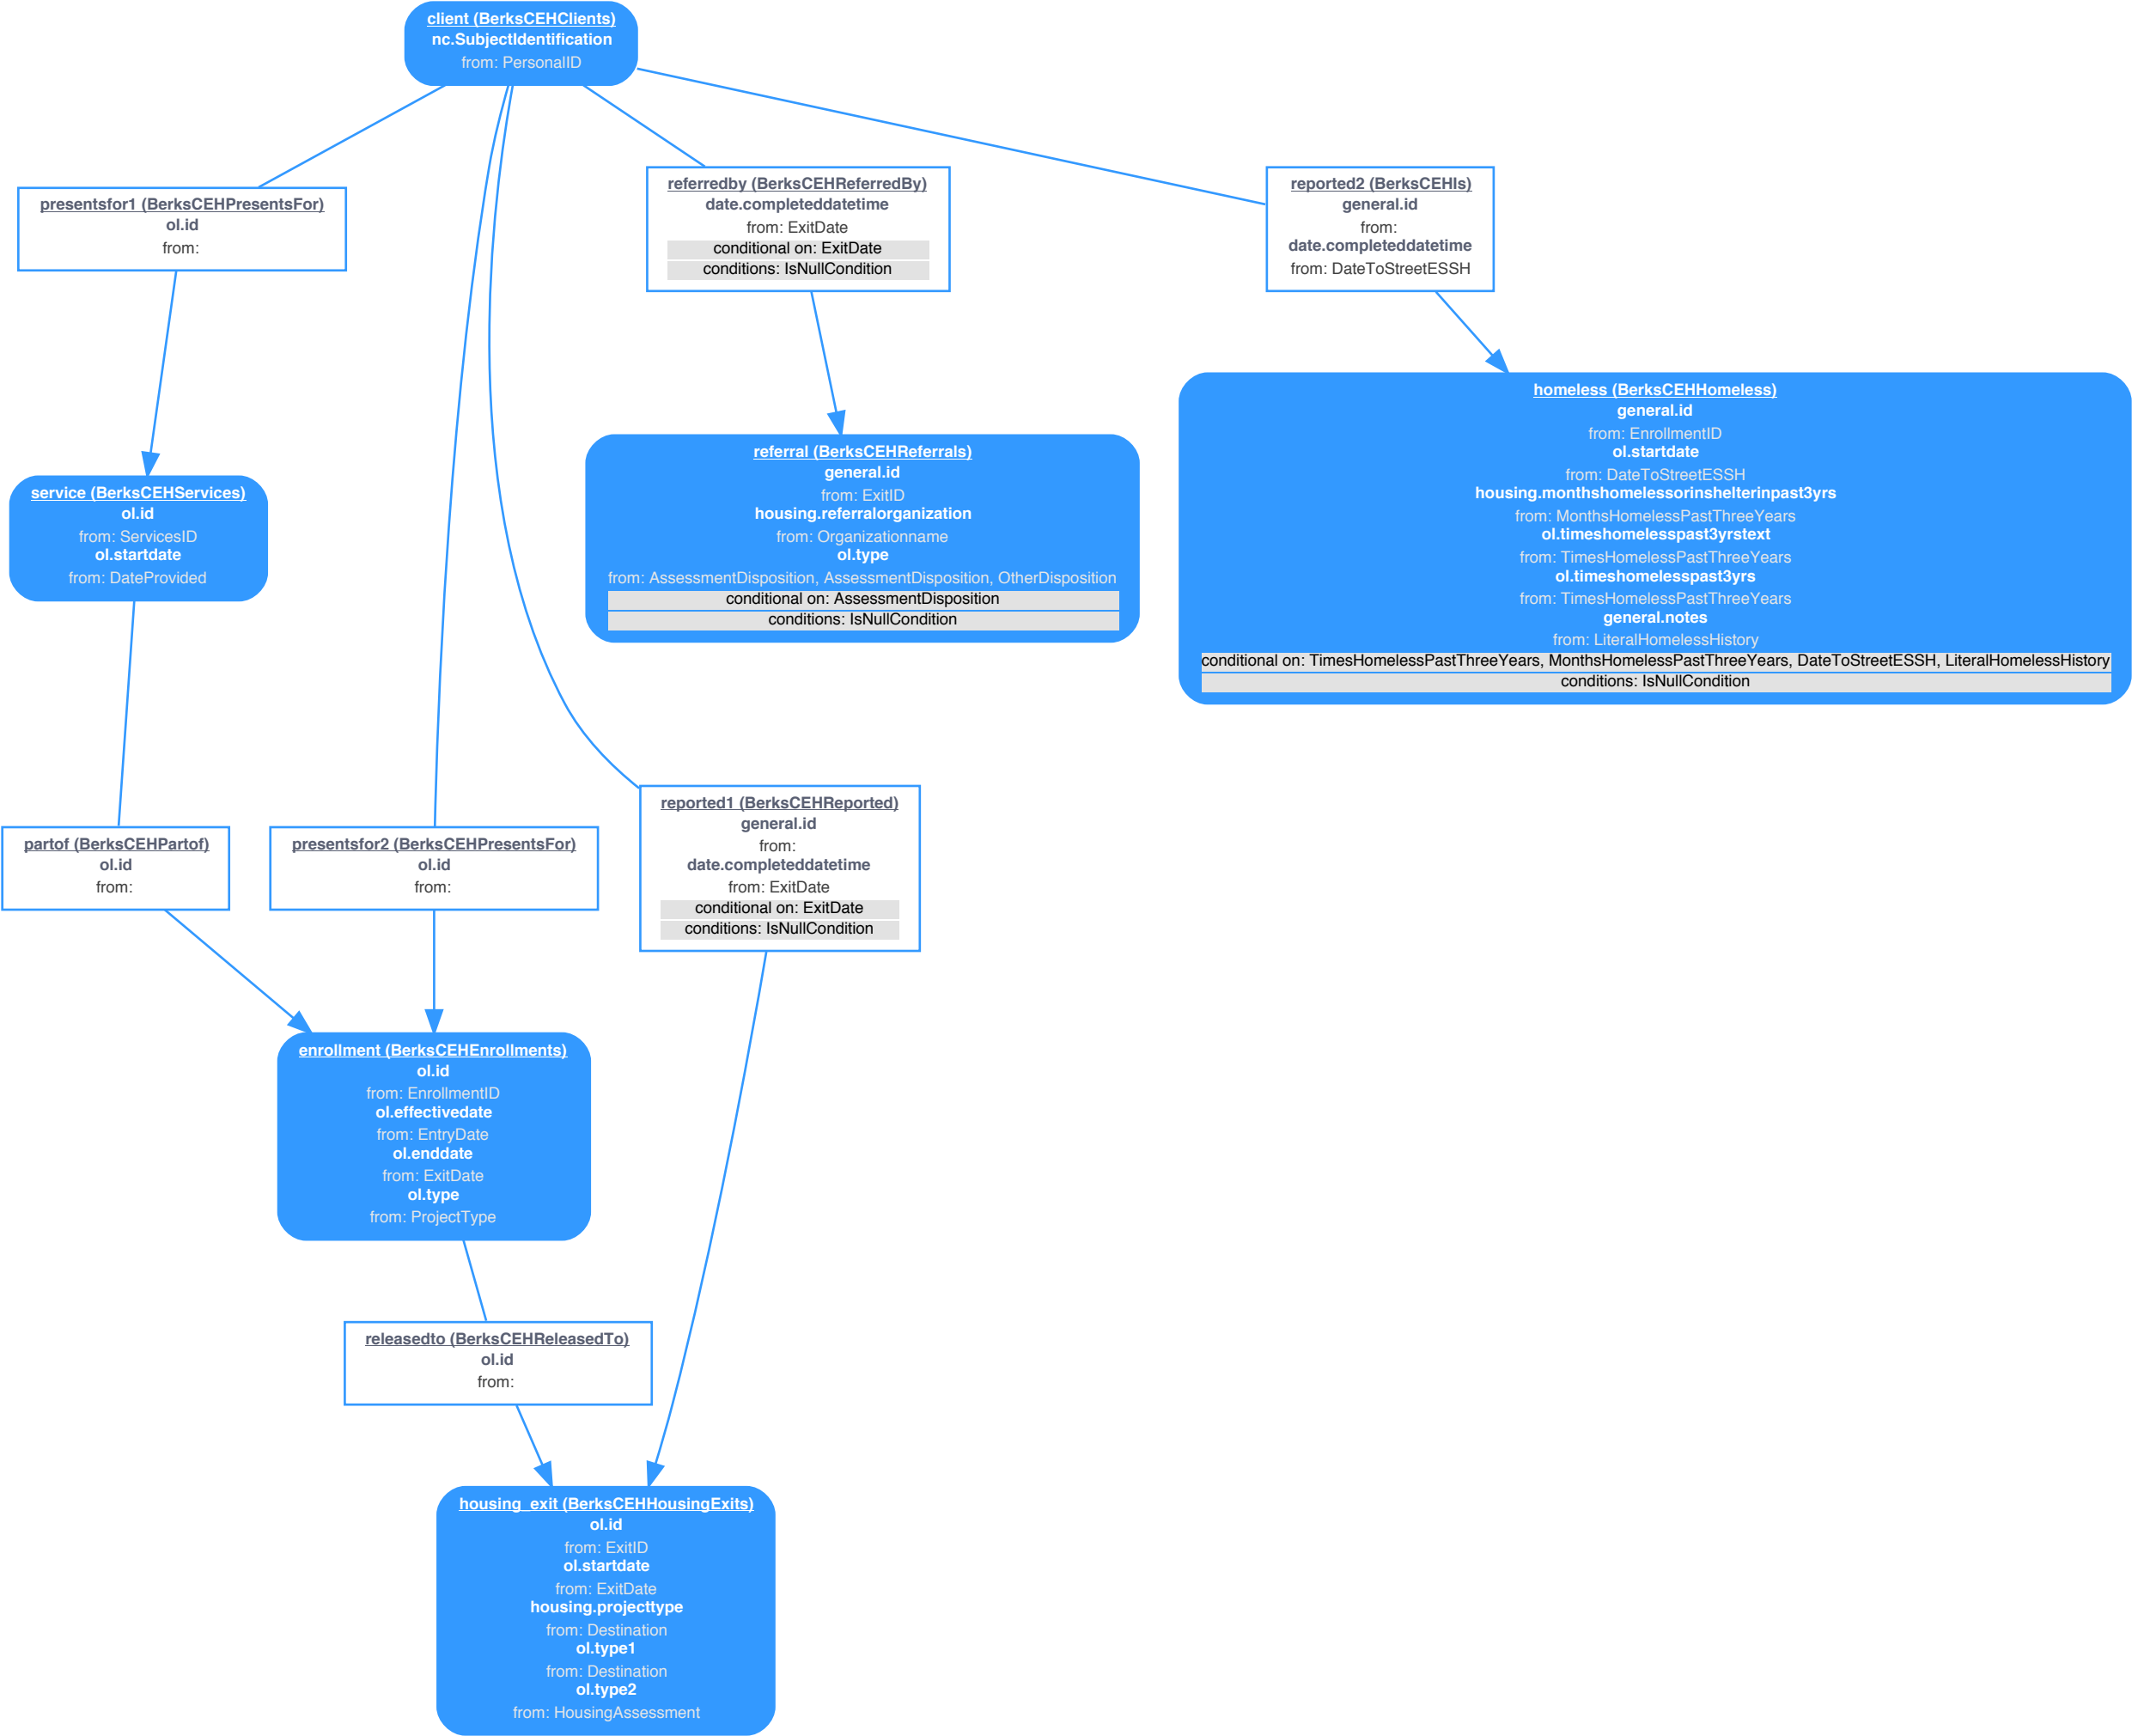 client (BerksCEHClients)
nc.SubjectIdentification
from: PersonalID
presentsfor1 (BerksCEHPresentsFor)
ol.id
from:
referredby (BerksCEHReferredBy)
date.completeddatetime
from: ExitDate
conditional on: ExitDate
conditions: IsNullCondition
reported2 (BerksCEHIs)
general.id
from:
date.completeddatetime
from: DateToStreetESSH
service (BerksCEHServices)
ol.id
from: ServicesID
ol.startdate
from: DateProvided
referral (BerksCEHReferrals)
general.id
from: ExitID
housing.referralorganization
from: Organizationname
ol.type
from: AssessmentDisposition, AssessmentDisposition, OtherDisposition
conditional on: AssessmentDisposition
conditions: IsNullCondition
homeless (BerksCEHHomeless)
general.id
from: EnrollmentID
ol.startdate
from: DateToStreetESSH
housing.monthshomelessorinshelterinpast3yrs
from: MonthsHomelessPastThreeYears
ol.timeshomelesspast3yrstext
from: TimesHomelessPastThreeYears
ol.timeshomelesspast3yrs
from: TimesHomelessPastThreeYears
general.notes
from: LiteralHomelessHistory
conditional on: TimesHomelessPastThreeYears, MonthsHomelessPastThreeYears, DateToStreetESSH, LiteralHomelessHistory
conditions: IsNullCondition
partof (BerksCEHPartof)
ol.id
from:
presentsfor2 (BerksCEHPresentsFor)
ol.id
from:
reported1 (BerksCEHReported)
general.id
from:
date.completeddatetime
from: ExitDate
conditional on: ExitDate
conditions: IsNullCondition
enrollment (BerksCEHEnrollments)
ol.id
from: EnrollmentID
ol.effectivedate
from: EntryDate
ol.enddate
from: ExitDate
ol.type
from: ProjectType
releasedto (BerksCEHReleasedTo)
ol.id
from:
housing_exit (BerksCEHHousingExits)
ol.id
from: ExitID
ol.startdate
from: ExitDate
housing.projecttype
from: Destination
ol.type1
from: Destination
ol.type2
from: HousingAssessment